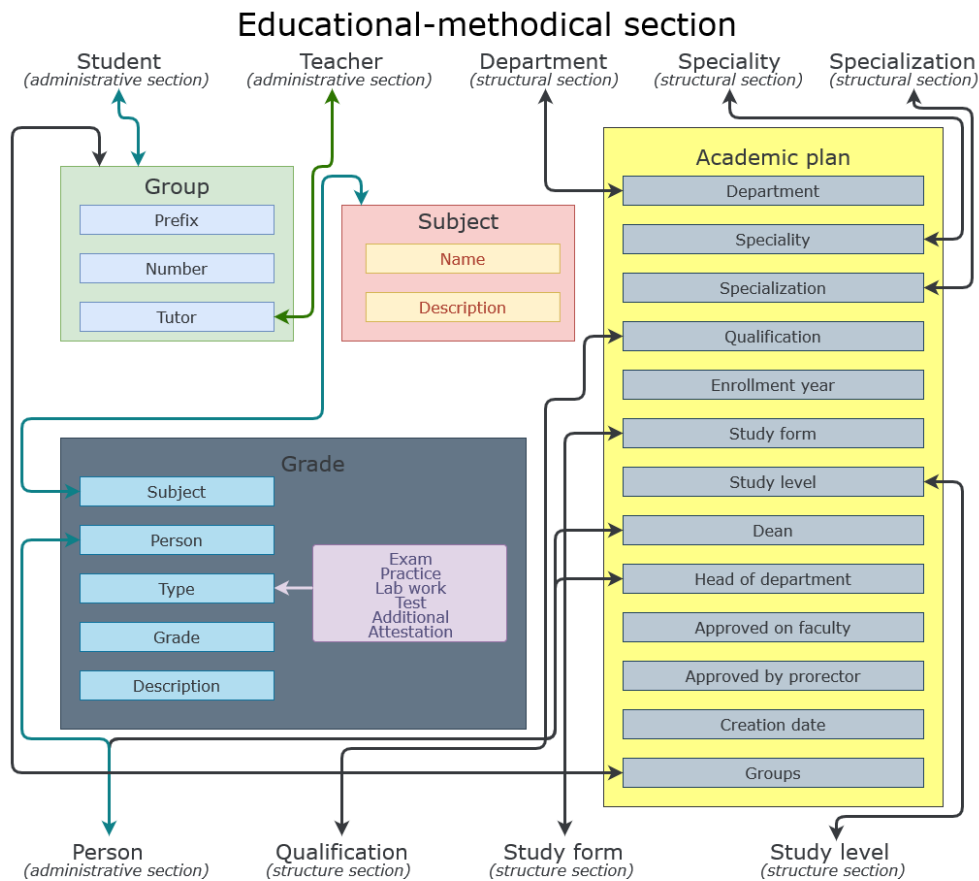 Educational-methodical section
Student
(administrative section)
Teacher
(administrative section)
Department
(structural section)
Speciality
(structural section)
Specialization
(structural section)
Group
Prefix
Number
Tutor
Subject
Name
Description
Academic plan
Department
Speciality
Specialization
Qualification
Enrollment year
Study form
Study level
Dean
Head of department
Approved on faculty
Approved by prorector
Creation date
Groups
Grade
Subject
Person
Type
Grade
Description
Exam
Practice
Lab work
Test
Additional
Attestation
Person
(administrative section)
Qualification
(structure section)
Study form
(structure section)
Study level
(structure section)